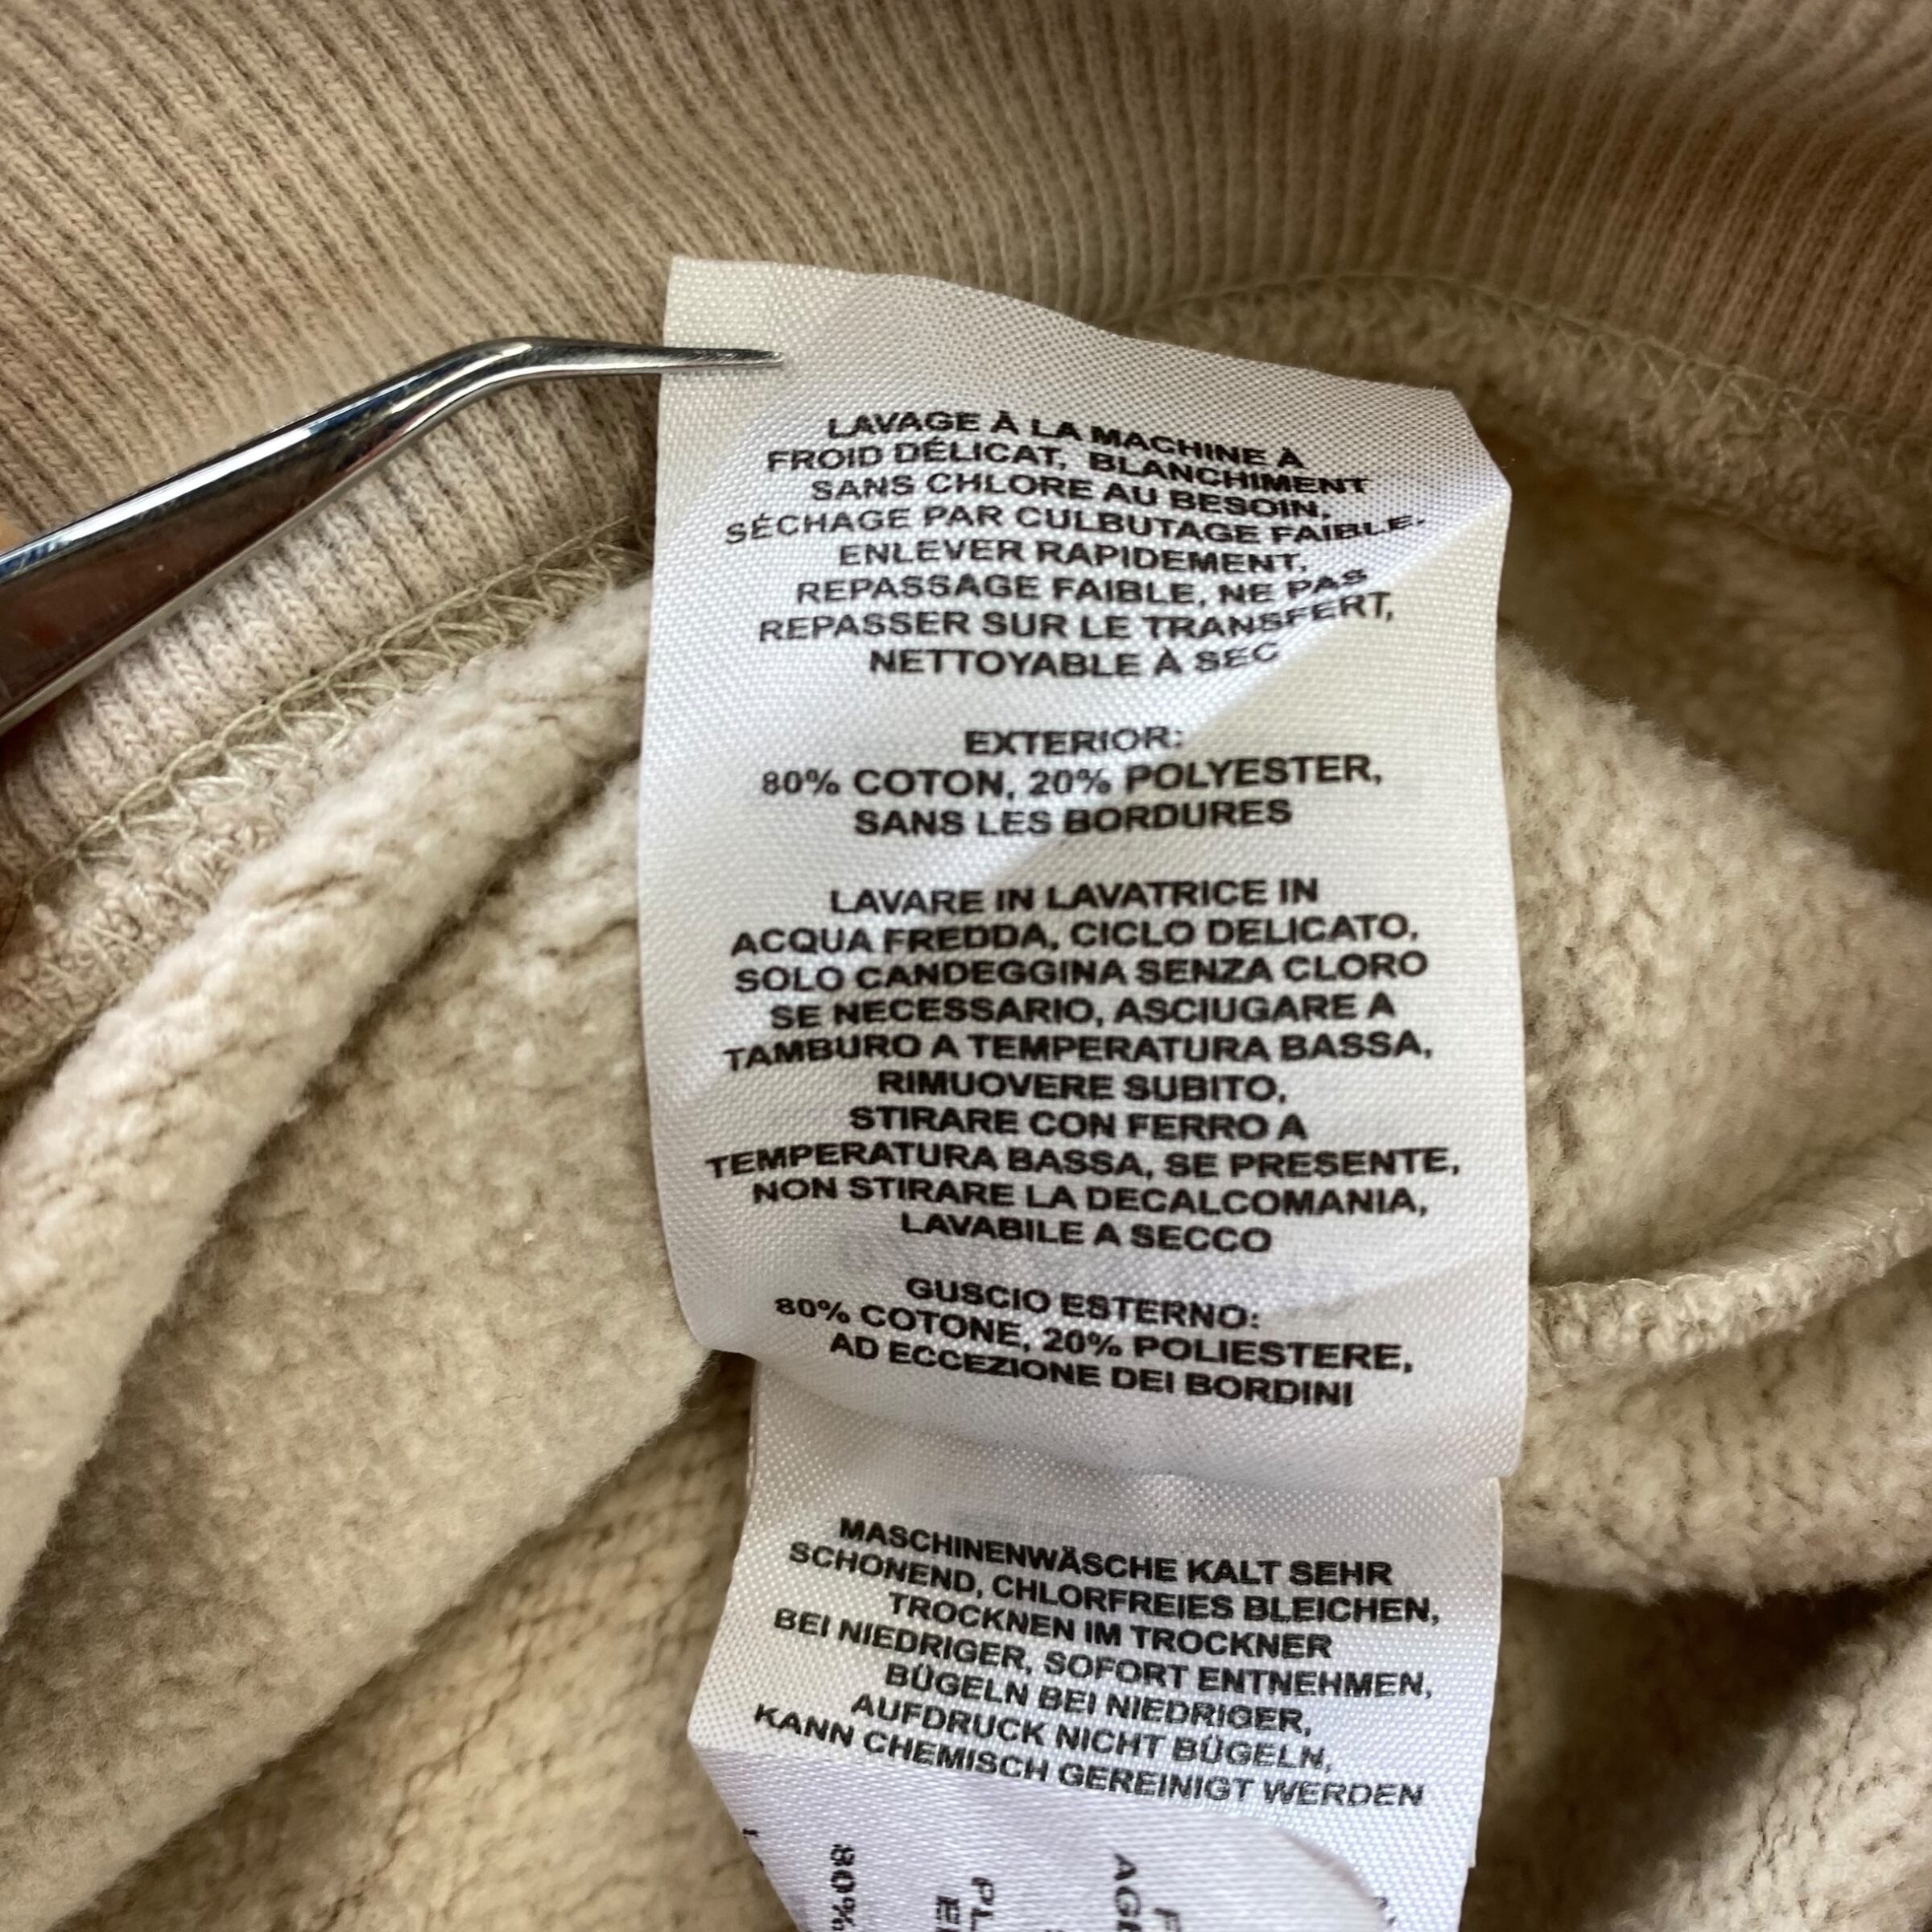 LAVAGE À LA MACHINE À
FROID DÉLICAT, BLANCHIMENT
SANS CHLORE AU BESOIN,
SÉCHAGE PAR CULBUTAGE FAIBLE,
ENLEVER RAPIDEMENT,
REPASSAGE FAIBLE, NE PAS
REPASSER SUR LE TRANSFERT,
NETTOYABLE À SEC
EXTERIOR:
80% COTON, 20% POLYESTER,
SANS LES BORDURES
LAVARE IN LAVATRICE IN
ACQUA FREDDA, CICLO DELICATO,
SOLO CANDEGGINA SENZA CLORO
SE NECESSARIO, ASCIUGARE A
TAMBURO A TEMPERATURA BASSA,
RIMUOVERE SUBITO,
STIRARE CON FERRO A
TEMPERATURA BASSA, SE PRESENTE,
NON STIRARE LA DECALCOMANIA,
LAVABILE A SECCO
GUSCIO ESTERNO:
80% COTONE, 20% POLIESTERE,
AD ECCEZIONE DEI BORDINI
MASCHINENWÄSCHE KALT SEHR
SCHONEND, CHLORFREIES BLEICHEN,
TROCKNEN IM TROCKNER
BEI NIEDRIGER, SOFORT ENTNEHMEN,
BÜGELN BEI NIEDRIGER,
AUFDRUCK NICHT BÜGELN,
KANN CHEMISCH GEREINIGT WERDEN
80%